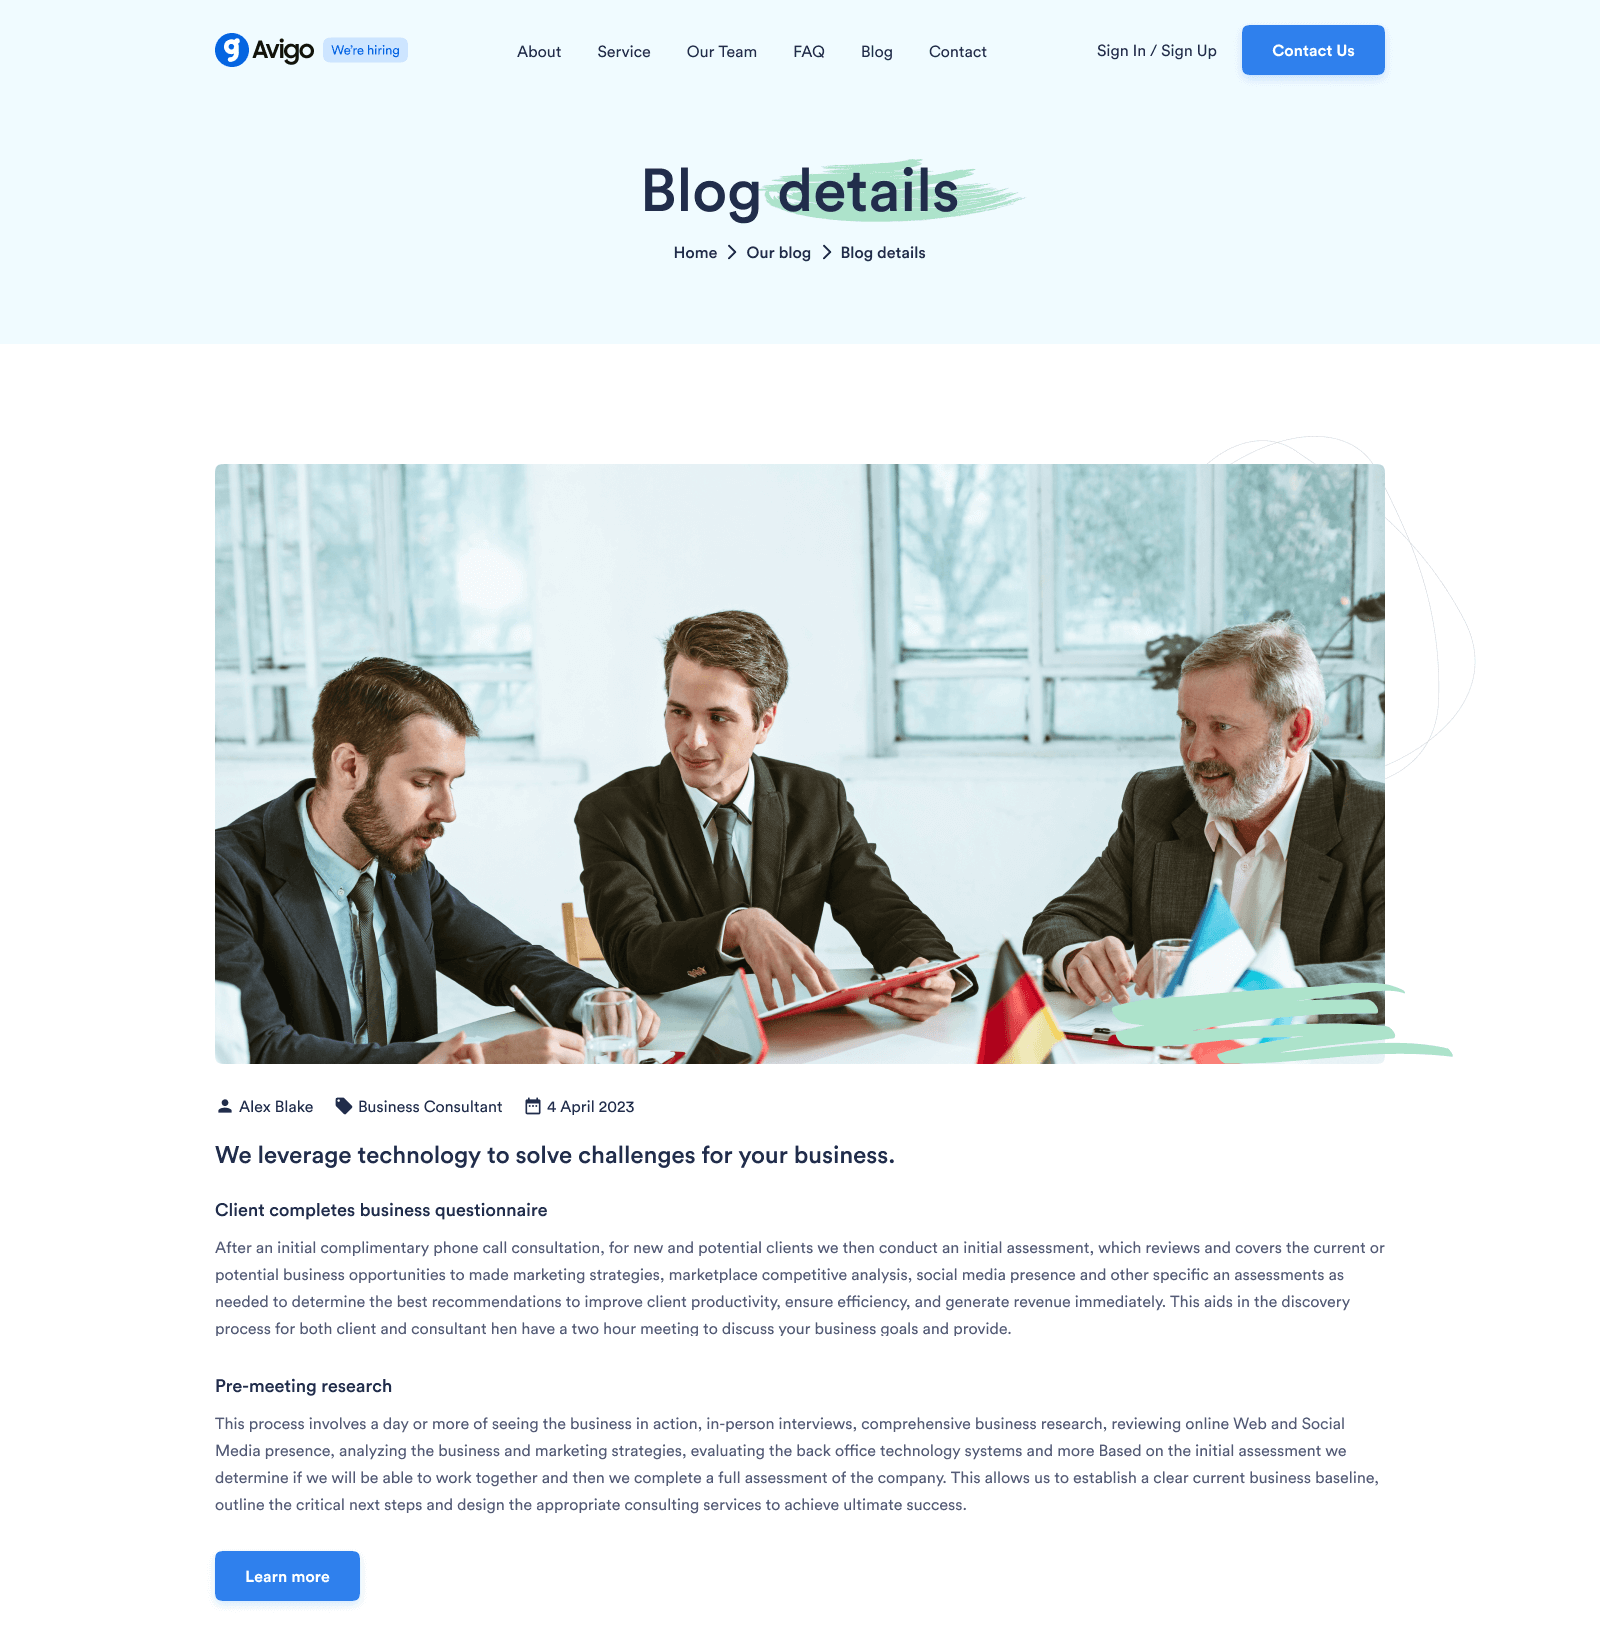 Avigo
We're hiring
About
Service
Our Team
FAQ
Blog
Contact
Sign In / Sign Up
Contact Us
Blog details
Home
Our blog
Blog details
Alex Blake
Business Consultant
4 April 2023
We leverage technology to solve challenges for your business.
Client completes business questionnaire
After an initial complimentary phone call consultation, for new and potential clients we then conduct an initial assessment, which reviews and covers the current or
potential business opportunities to made marketing strategies, marketplace competitive analysis, social media presence and other specific an assessments as
needed to determine the best recommendations to improve client productivity, ensure efficiency, and generate revenue immediately. This aids in the discovery
process for both client and consultant hen have a two hour meeting to discuss your business goals and provide.
Pre-meeting research
This process involves a day or more of seeing the business in action, in-person interviews, comprehensive business research, reviewing online Web and Social
Media presence, analyzing the business and marketing strategies, evaluating the back office technology systems and more Based on the initial assessment we
determine if we will be able to work together and then we complete a full assessment of the company. This allows us to establish a clear current business baseline,
outline the critical next steps and design the appropriate consulting services to achieve ultimate success.
Learn more